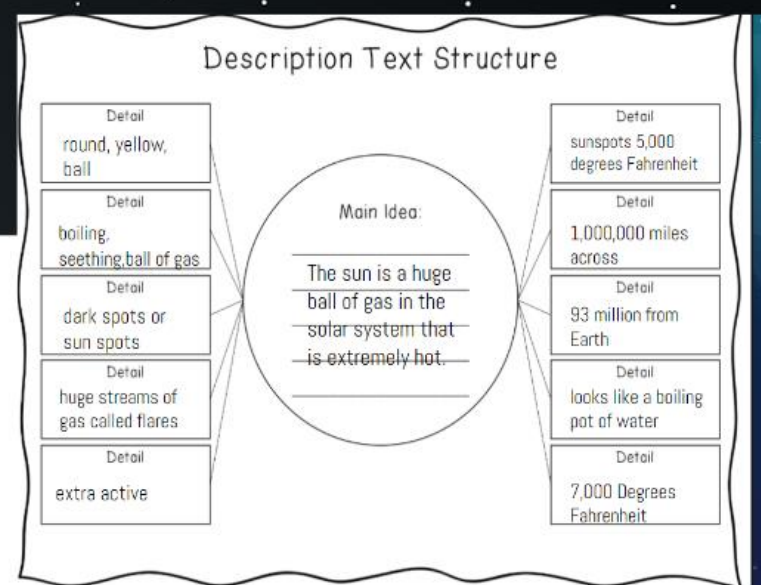 Description Text Structure
Detail
round, yellow,
ball
Detail
boiling,
seething,ball of gas
Detail
dark spots or
sun spots
Detail
huge streams of
gas called flares
Detail
extra active
Main Idea:
The sun is a huge
ball of gas in the
solar system that
is extremely hot.
Detail
sunspots 5,000
degrees Fahrenheit
Detail
1,000,000 miles
across
Detail
93 million from
Earth
Detail
looks like a boiling
pot of water
Detail
7,000 Degrees
Fahrenheit